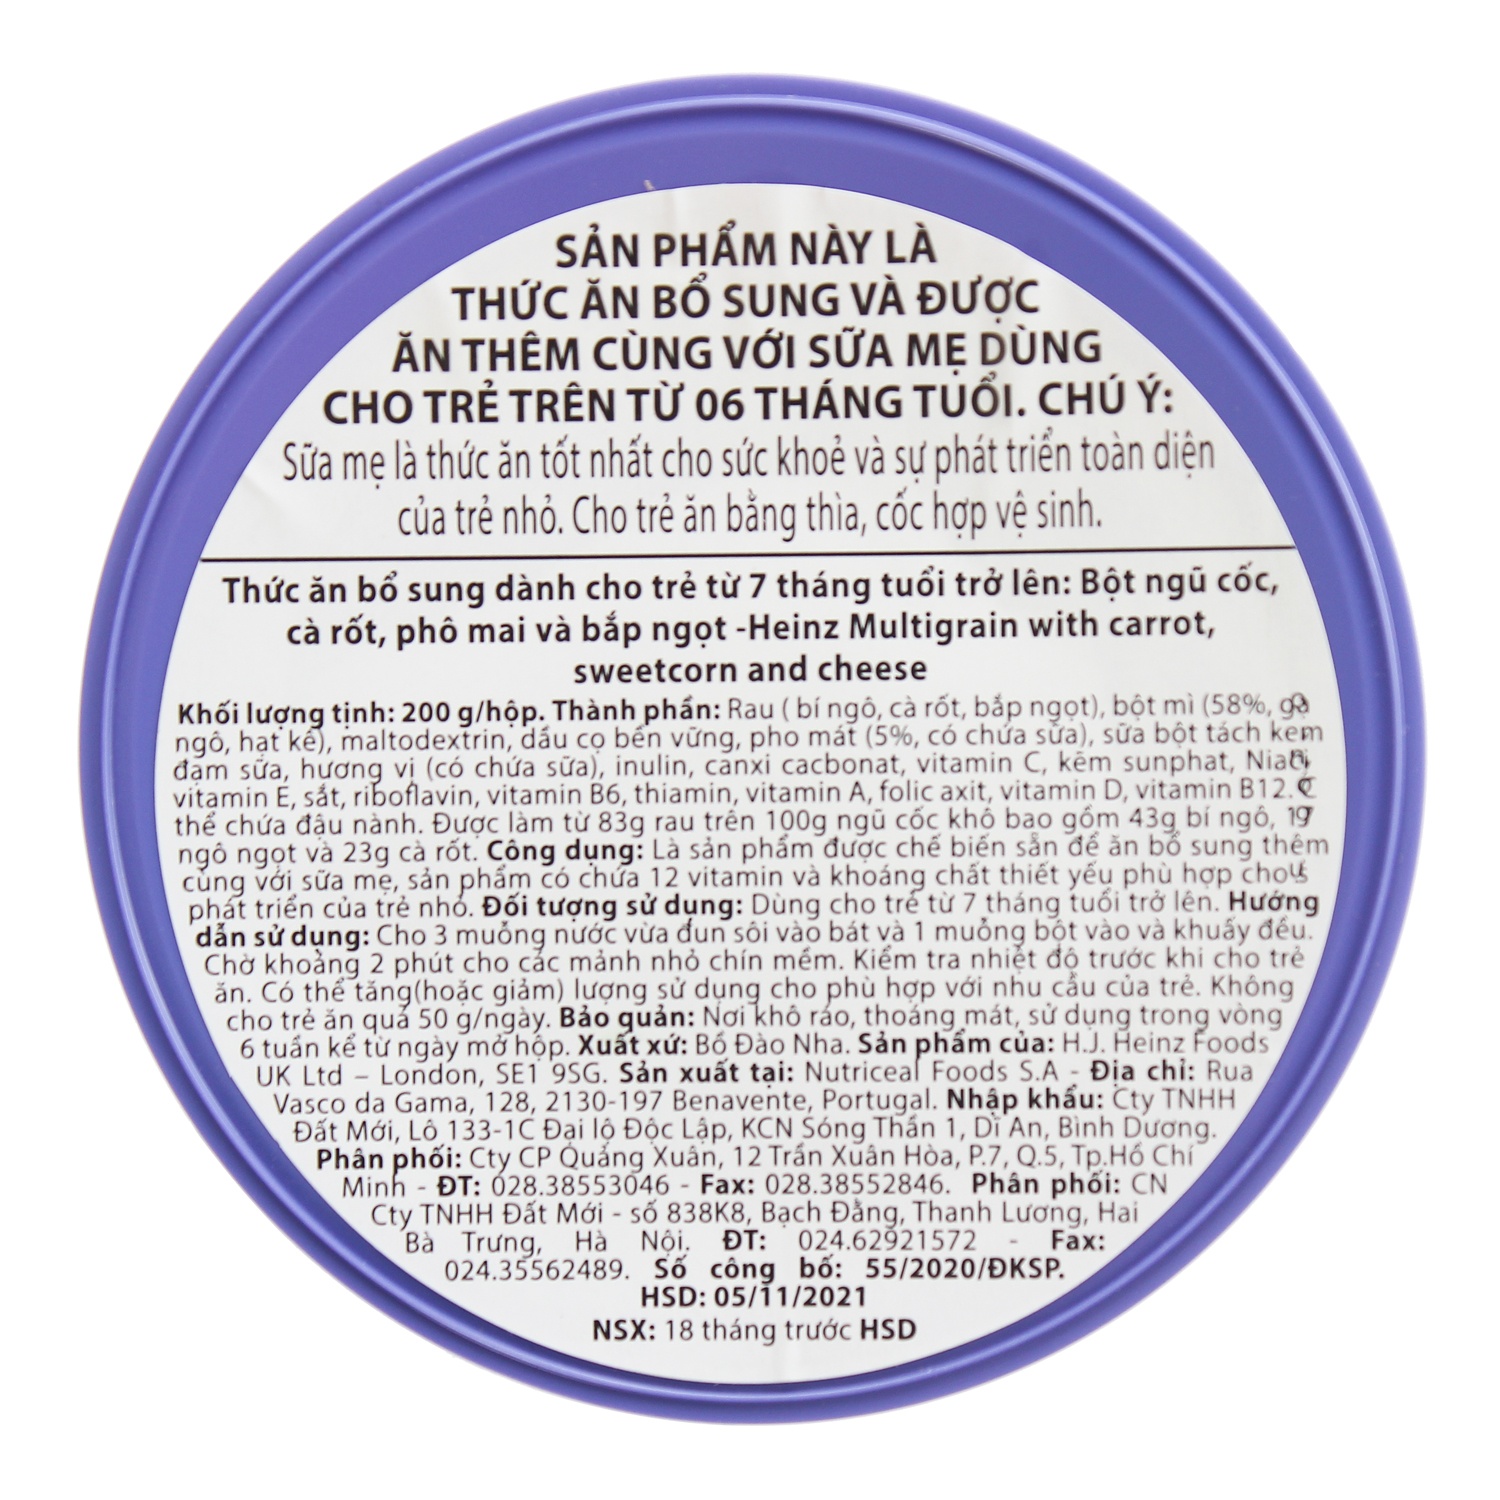 SẢN PHẨM NÀY LÀ
THỨC ĂN BỔ SUNG VÀ ĐƯỢC
ĂN THÊM CÙNG VỚI SỮA MẸ DÙNG
CHO TRẺ TRÊN TỪ 06 THÁNG TUỔI. CHÚ Ý:
Sữa mẹ là thức ăn tốt nhất cho sức khoẻ và sự phát triển toàn diện
của trẻ nhỏ. Cho trẻ ăn bằng thìa, cốc hợp vệ sinh.
Thức ăn bổ sung dành cho trẻ từ 7 tháng tuổi trở lên: Bột ngũ cốc,
cà rốt, phô mai và bắp ngọt -Heinz Multigrain with carrot,
sweetcorn and cheese
Khối lượng tịnh: 200 g/hộp. Thành phần: Rau ( bí ngô, cà rốt, bắp ngọt), bột mì (58%,
ngô, hạt kê), maltodextrin, dầu cọ bền vững, pho mát (5%, có chứa sữa), sữa bột tách kem
đạm sữa, hương vị (có chứa sữa), inulin, canxi cacbonat, vitamin C, kẽm sunphat,
vitamin E, sắt, riboflavin, vitamin B6, thiamin, vitamin A, folic axit, vitamin D, vitamin B12.
thể chứa đậu nành. Được làm từ 83g rau trên 100g ngũ cốc khô bao gồm 43g bí ngô,
ngô ngọt và 23g cà rốt. Công dụng: Là sản phẩm được chế biến sẵn để ăn bổ sung thêm
cùng với sữa mẹ, sản phẩm có chứa 12 vitamin và khoáng chất thiết yếu phù hợp cho
phát triển của trẻ nhỏ. Đối tượng sử dụng: Dùng cho trẻ từ 7 tháng tuổi trở lên. Hướng
dẫn sử dụng: Cho 3 muỗng nước vừa đun sôi vào bát và 1 muỗng bột vào và khuấy đều.
Chờ khoảng 2 phút cho các mảnh nhỏ chín mềm. Kiểm tra nhiệt độ trước khi cho trẻ
ăn. Có thể tăng(hoặc giảm) lượng sử dụng cho phù hợp với nhu cầu của trẻ. Không
cho trẻ ăn quá 50 g/ngày. Bảo quản: Nơi khô ráo, thoáng mát, sử dụng trong vòng
6 tuần kể từ ngày mở hộp. Xuất xứ: Bồ Đào Nha. Sản phẩm của: H.J. Heinz Foods
UK Ltd – London, SE1 9SG. Sản xuất tại: Nutriceal Foods S.A - Địa chỉ: Rua
Vasco da Gama, 128, 2130-197 Benavente, Portugal. Nhập khẩu: Cty TNHH
Đất Mới, Lô 133-1C Đại lộ Độc Lập, KCN Sóng Thần 1, Dĩ An, Bình Dương.
Phân phối: Cty CP Quảng Xuân, 12 Trần Xuân Hòa, P.7, Q.5, Tp.Hồ Chí
Minh - ĐT: 028.38553046 - Fax: 028.38552846. Phân phối: CN
Cty TNHH Đất Mới - số 838K8, Bạch Đằng, Thanh Lương, Hai
Bà Trưng, Hà Nội. ĐT: 024.62921572 - Fax:
024.35562489. Số công bố: 55/2020/ĐKSP.
HSD: 05/11/2021
NSX: 18 tháng trước HSD